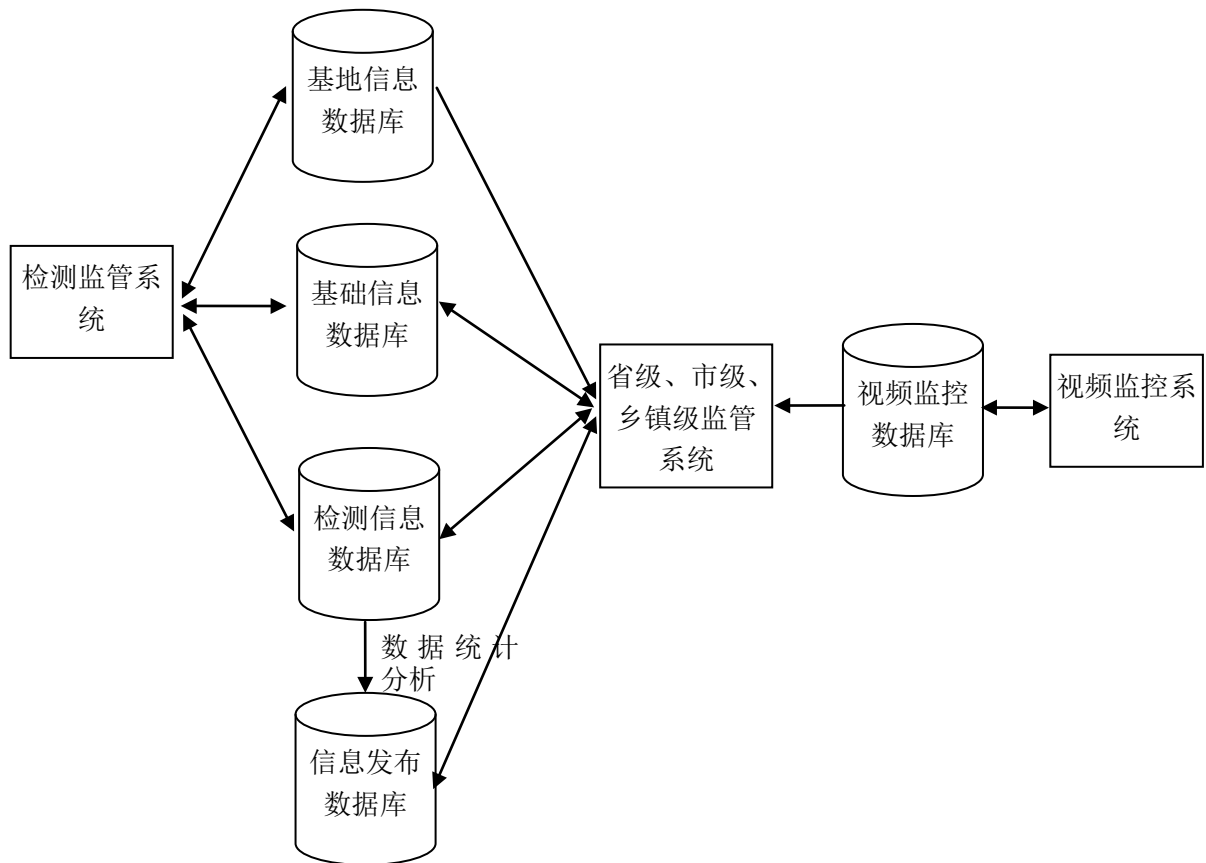 基地信息
数据库
检测监管系
统
基础信息
数据库
省级、市级、
乡镇级监管
系统
视频监控
数据库
视频监控系
统
检测信息
数据库
数据统计
分析
信息发布
数据库